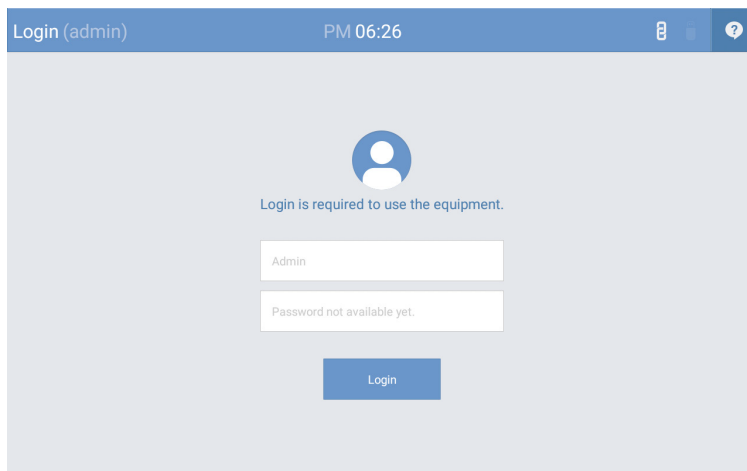 Login (admin)
PM 06:26
?
Login is required to use the equipment.
Admin
Password not available yet.
Login